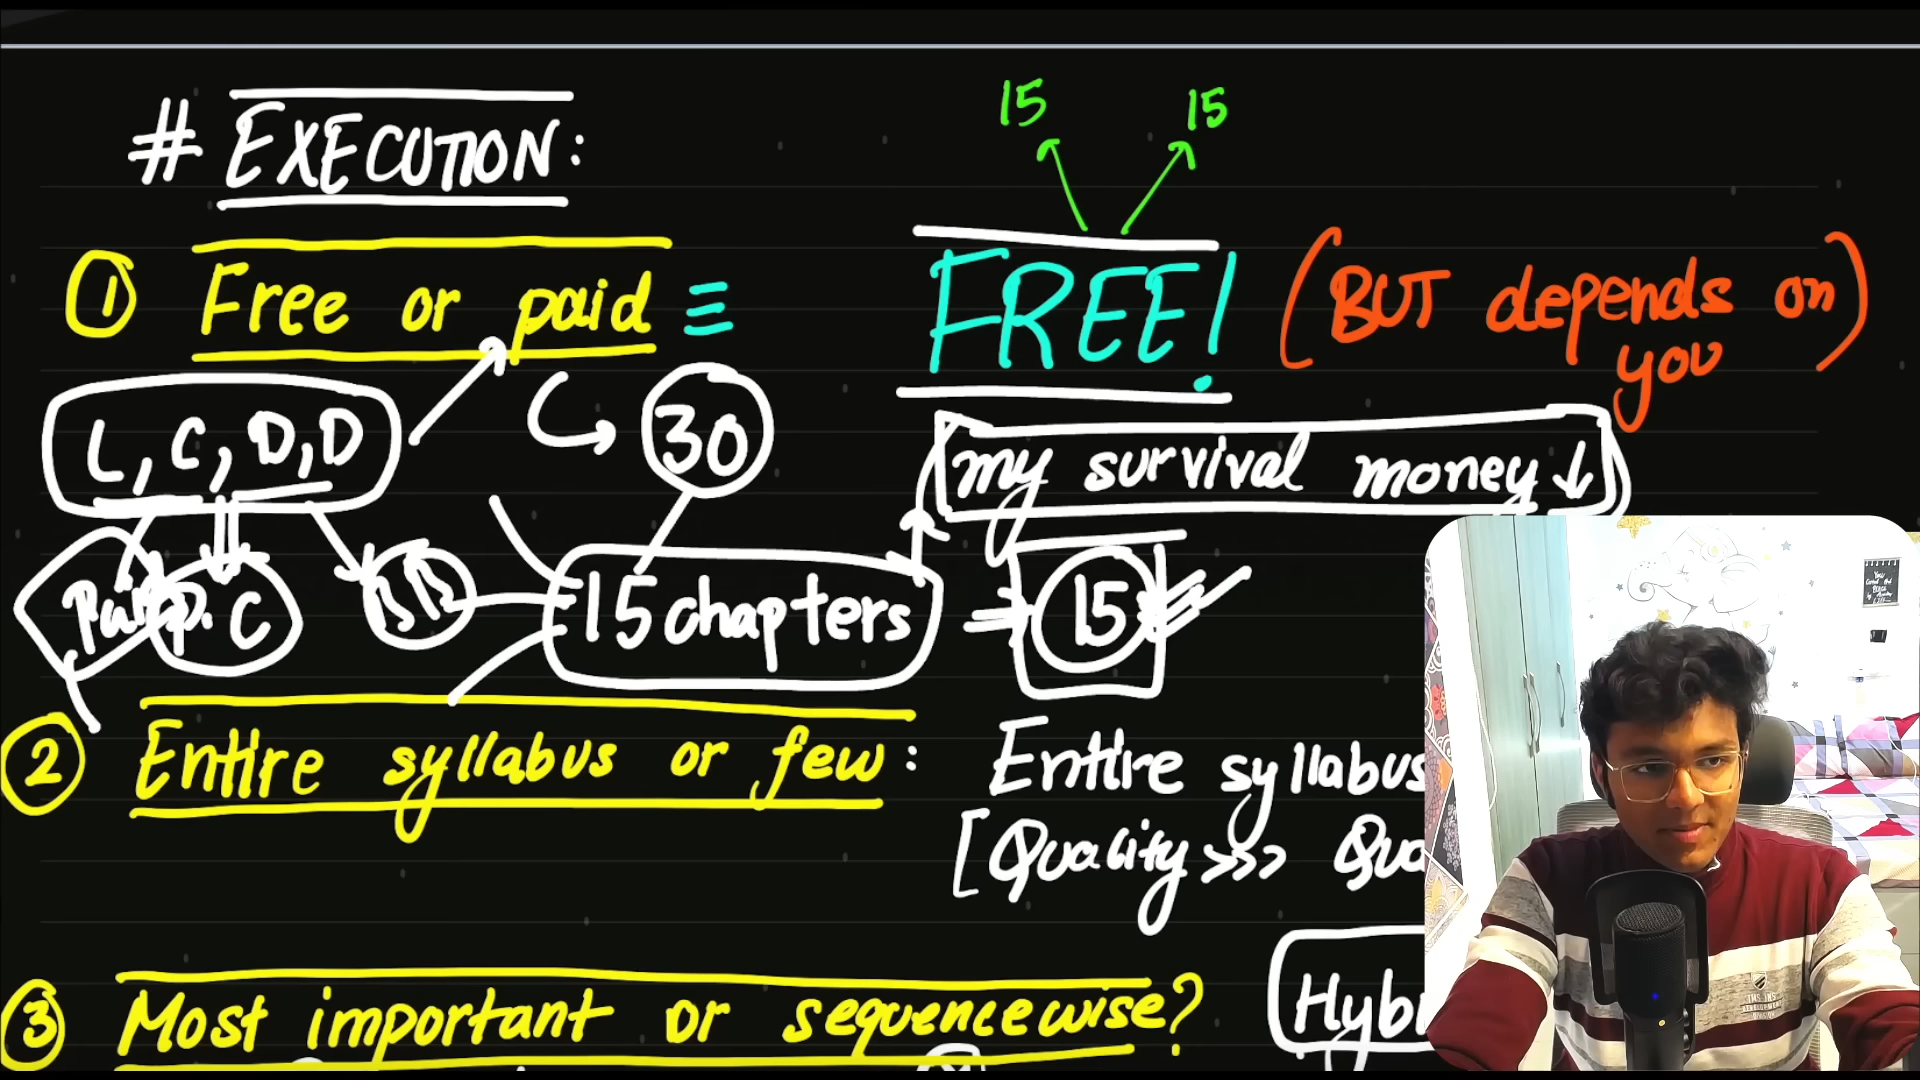 # EXECUTION:
15 15
① Free or paid ≡
FREE! (BUT depends on you)
L, C, D, D
30
my survival money ↓
C
15 chapters
15
② Entire syllabus or few:
Entire syllabus
[Quality >>>
③ Most important or sequencewise?